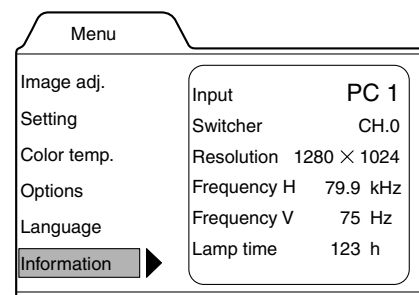 Menu
Image adj.
Setting
Color temp.
Options
Language
Information
Input PC 1
Switcher CH.0
Resolution 1280 × 1024
Frequency H 79.9 kHz
Frequency V 75 Hz
Lamp time 123 h